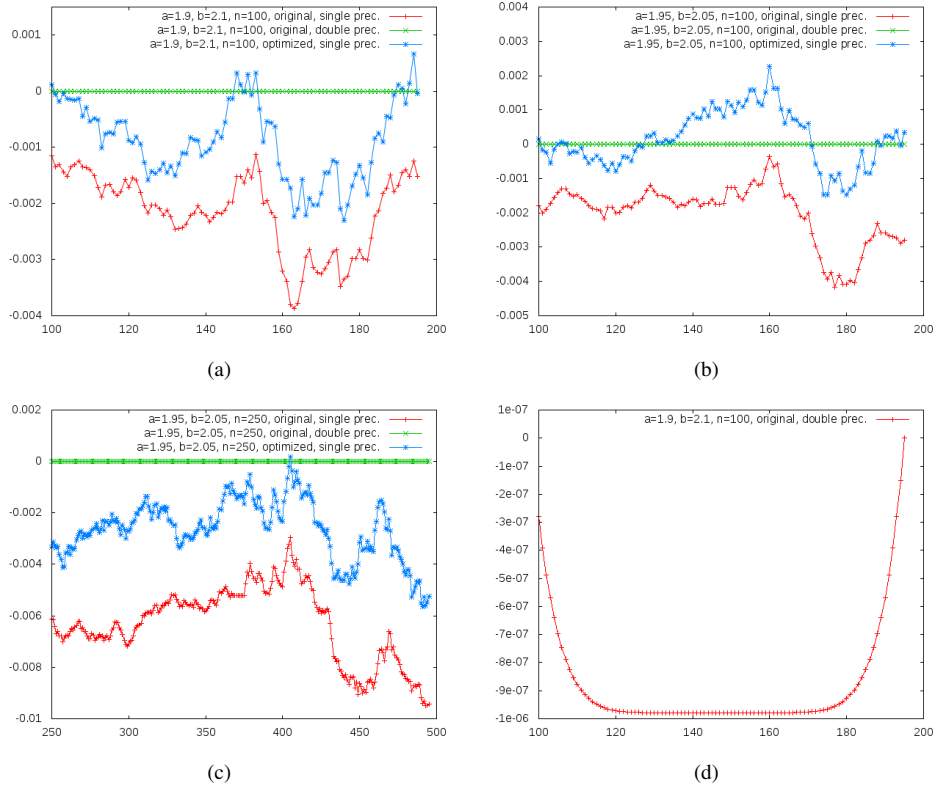 a=1.9, b=2.1, n=100, original, single prec.
a=1.9, b=2.1, n=100, original, double prec.
a=1.9, b=2.1, n=100, optimized, single prec.
0.001
0
-0.001
-0.002
-0.003
-0.004
100 120 140 160 180 200
(a)
a=1.95, b=2.05, n=100, original, single prec.
a=1.95, b=2.05, n=100, original, double prec.
a=1.95, b=2.05, n=100, optimized, single prec.
0.004
0.003
0.002
0.001
0
-0.001
-0.002
-0.003
-0.004
-0.005
100 120 140 160 180 200
(b)
a=1.95, b=2.05, n=250, original, single prec.
a=1.95, b=2.05, n=250, original, double prec.
a=1.95, b=2.05, n=250, optimized, single prec.
0.002
0
-0.002
-0.004
-0.006
-0.008
-0.01
250 300 350 400 450 500
(c)
a=1.9, b=2.1, n=100, original, double prec.
1e-07
0
-1e-07
-2e-07
-3e-07
-4e-07
-5e-07
-6e-07
-7e-07
-8e-07
-9e-07
-1e-06
100 120 140 160 180 200
(d)